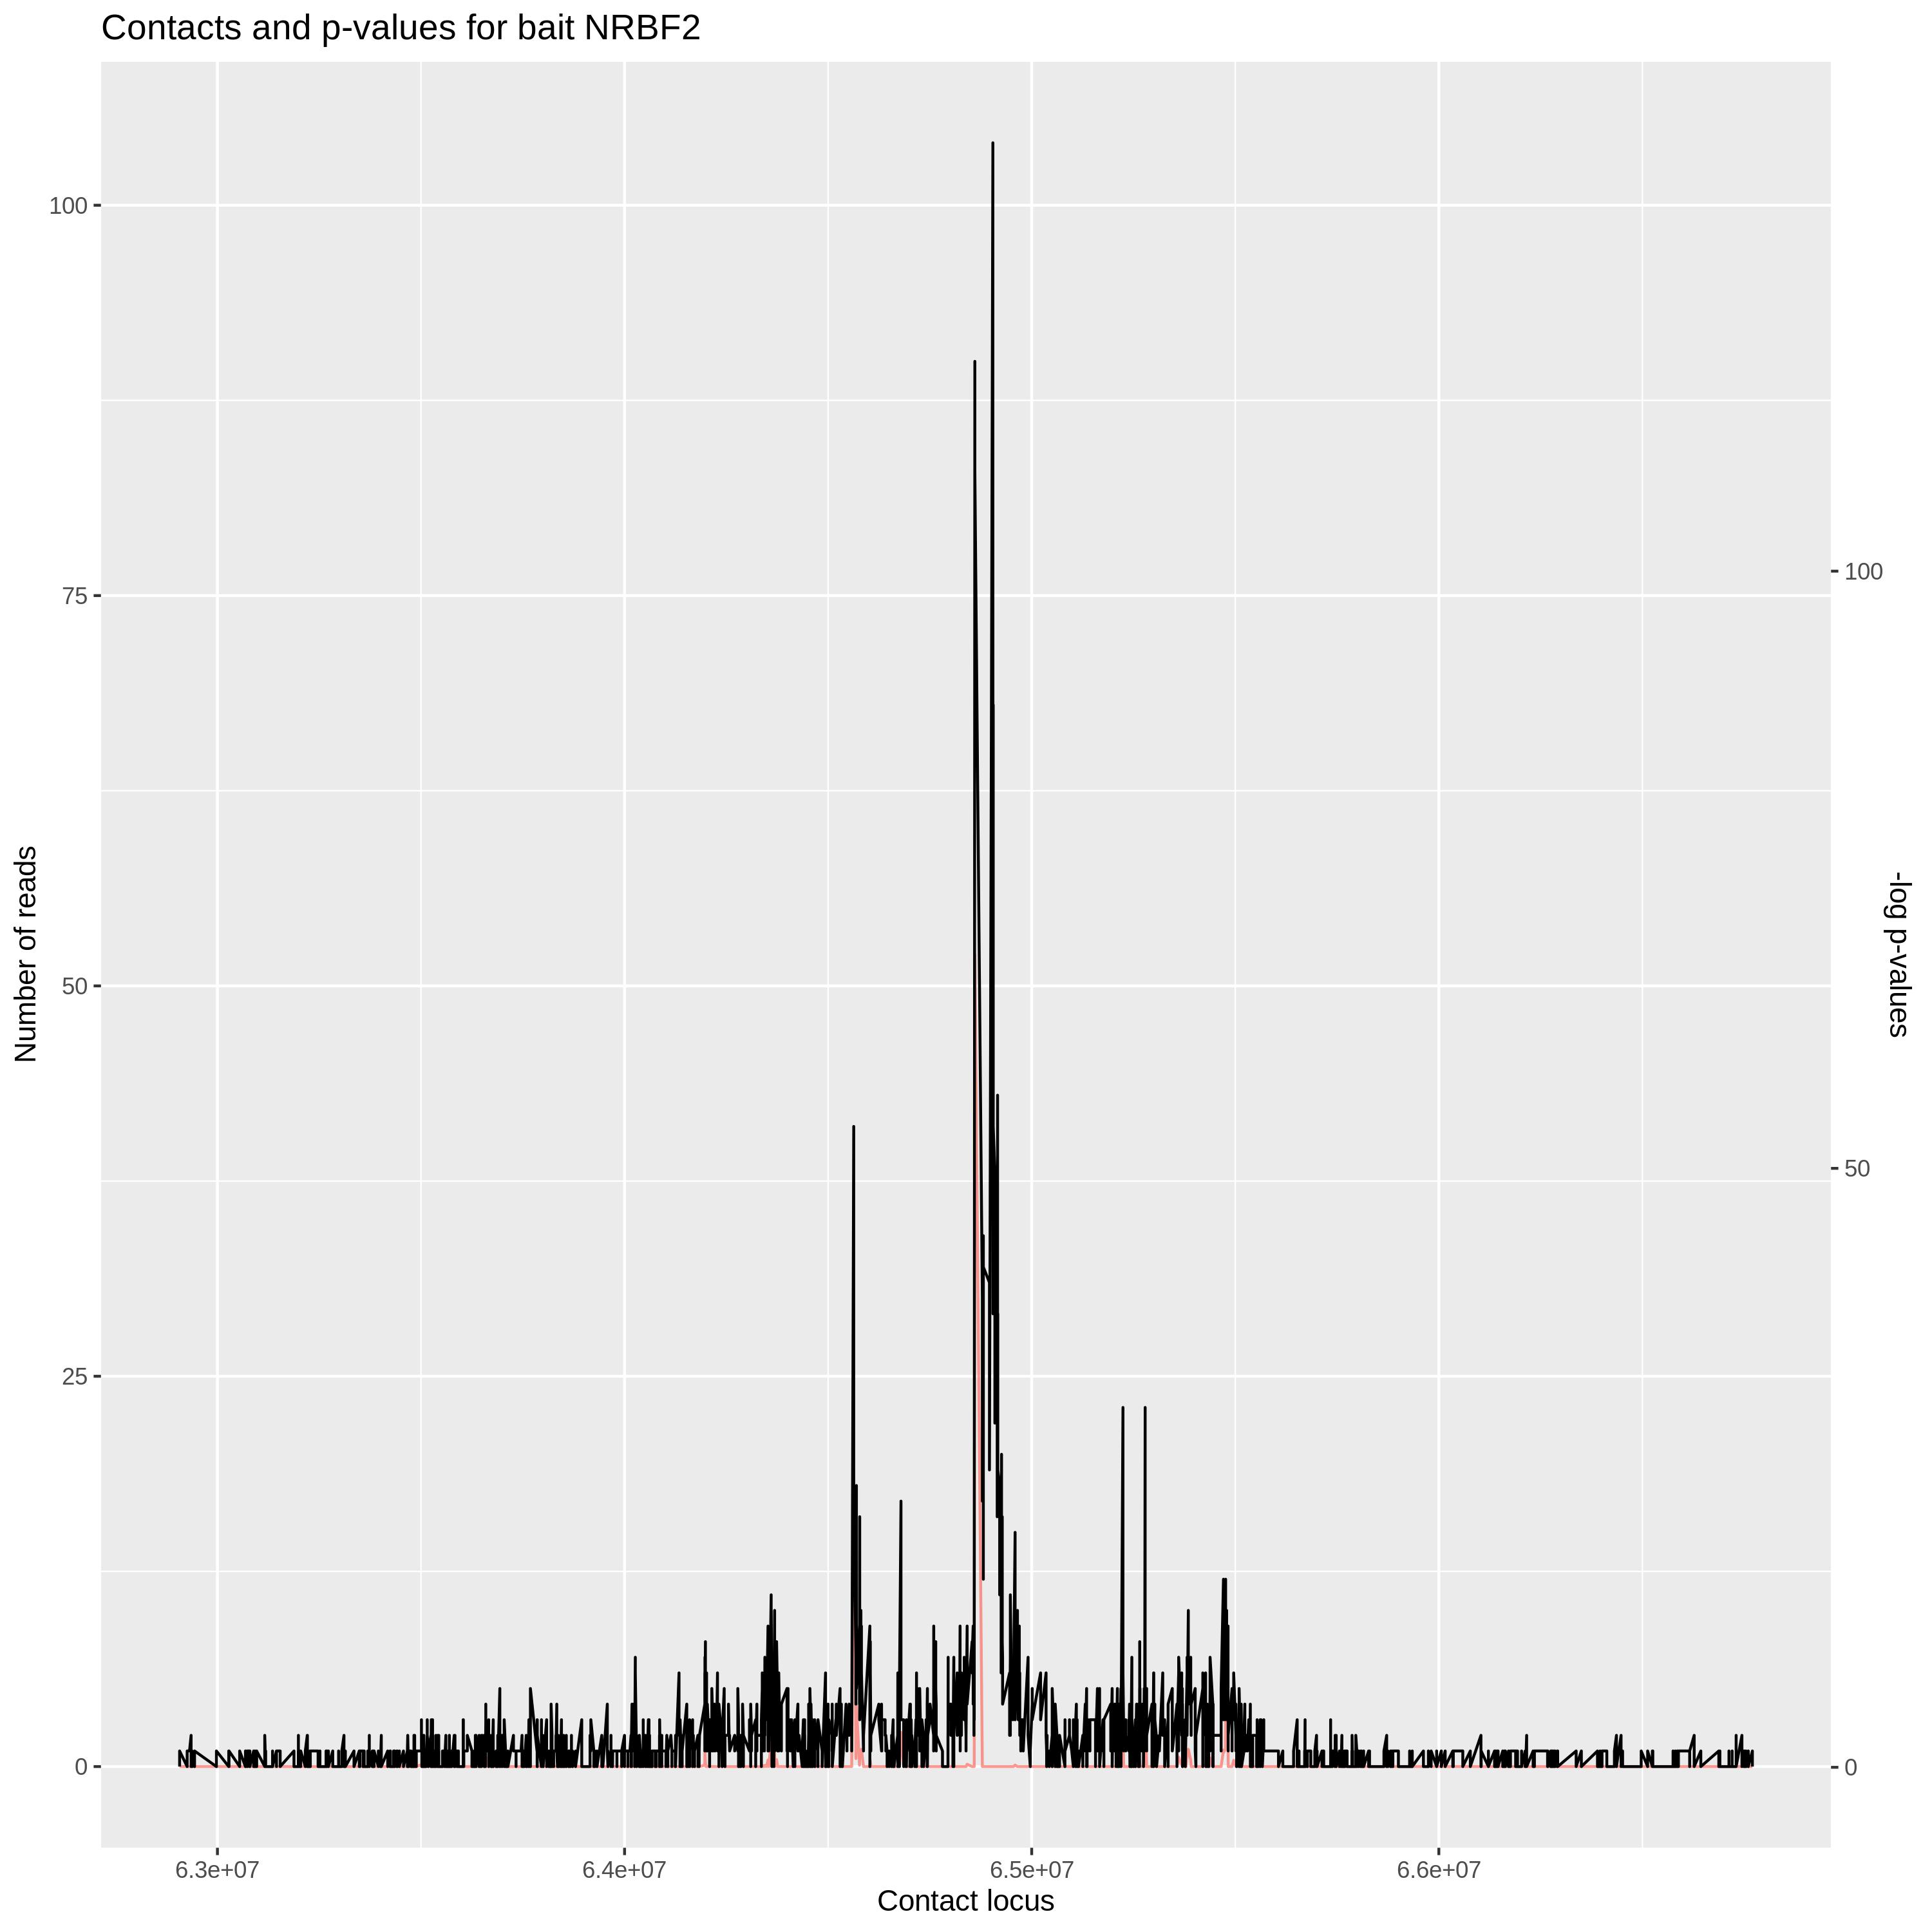 Contacts and p-values for bait NRBF2
100
75
50
25
0
Number of reads
100
50
0
-log p-values
6.3e+07
6.4e+07
6.5e+07
6.6e+07
Contact locus